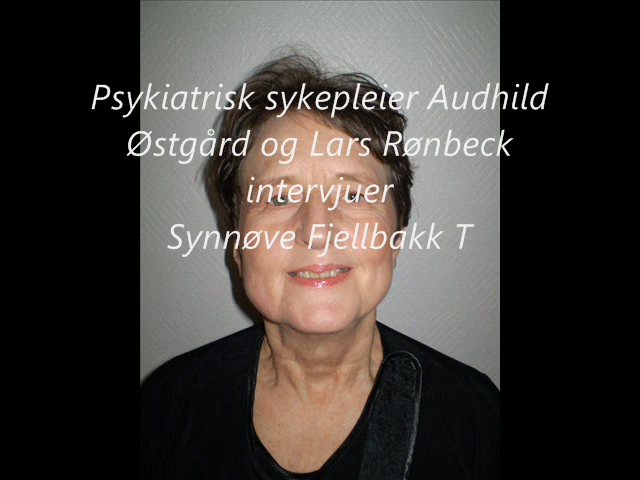 Psykiatrisk sykepleier Audhild
Østgård og Lars Rønbeck
intervjuer
Synnøve Fjellbakk T